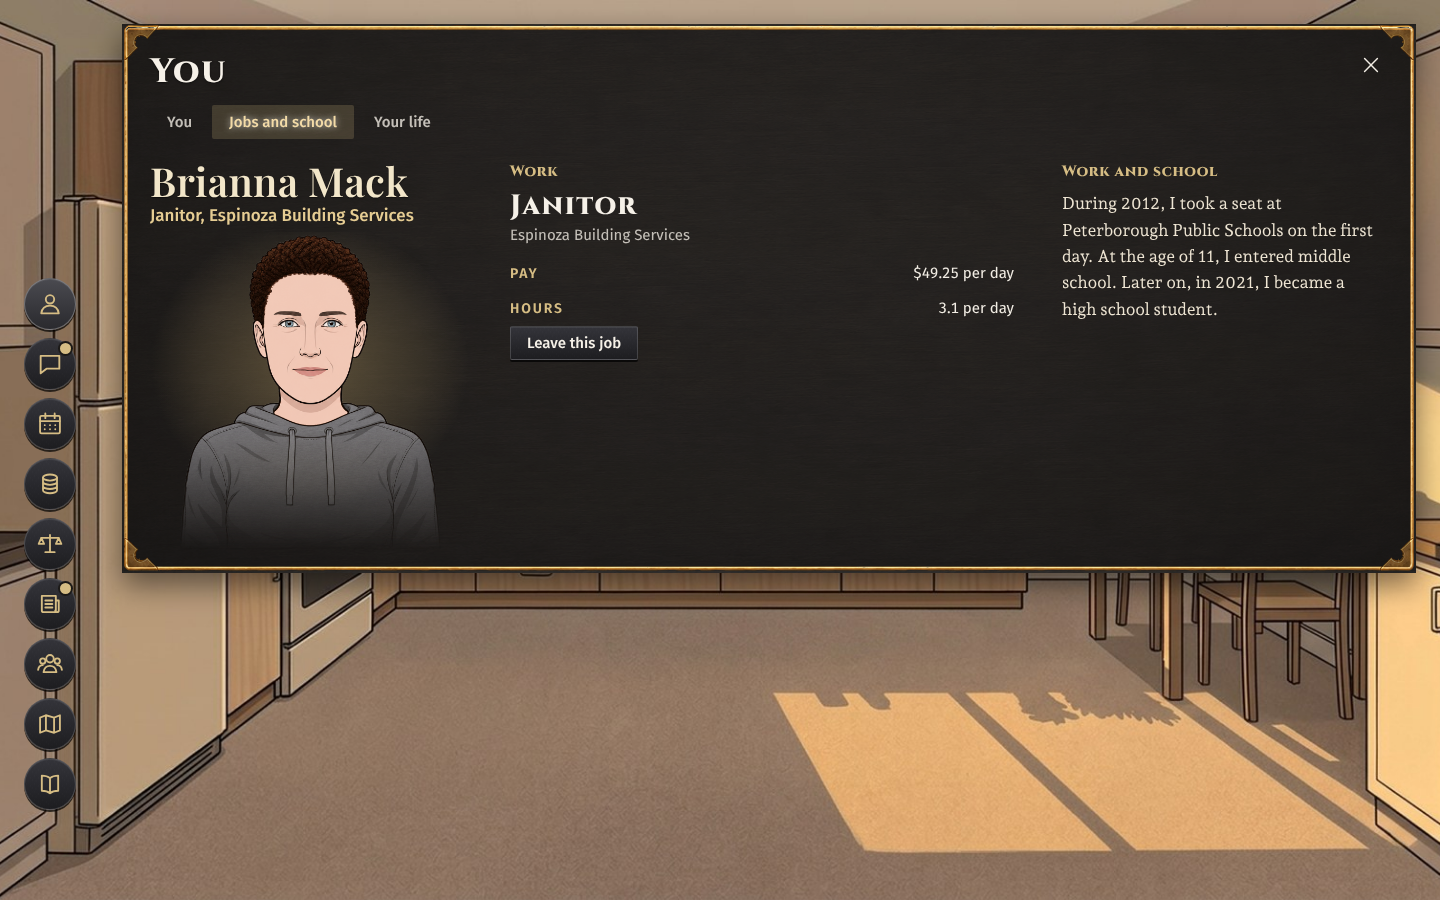 You
You
Jobs and school
Your life
Brianna Mack
Janitor, Espinoza Building Services
Work
Janitor
Espinoza Building Services
PAY
$49.25 per day
HOURS
3.1 per day
Leave this job
Work and school
During 2012, I took a seat at
Peterborough Public Schools on the first
day. At the age of 11, I entered middle
school. Later on, in 2021, I became a
high school student.